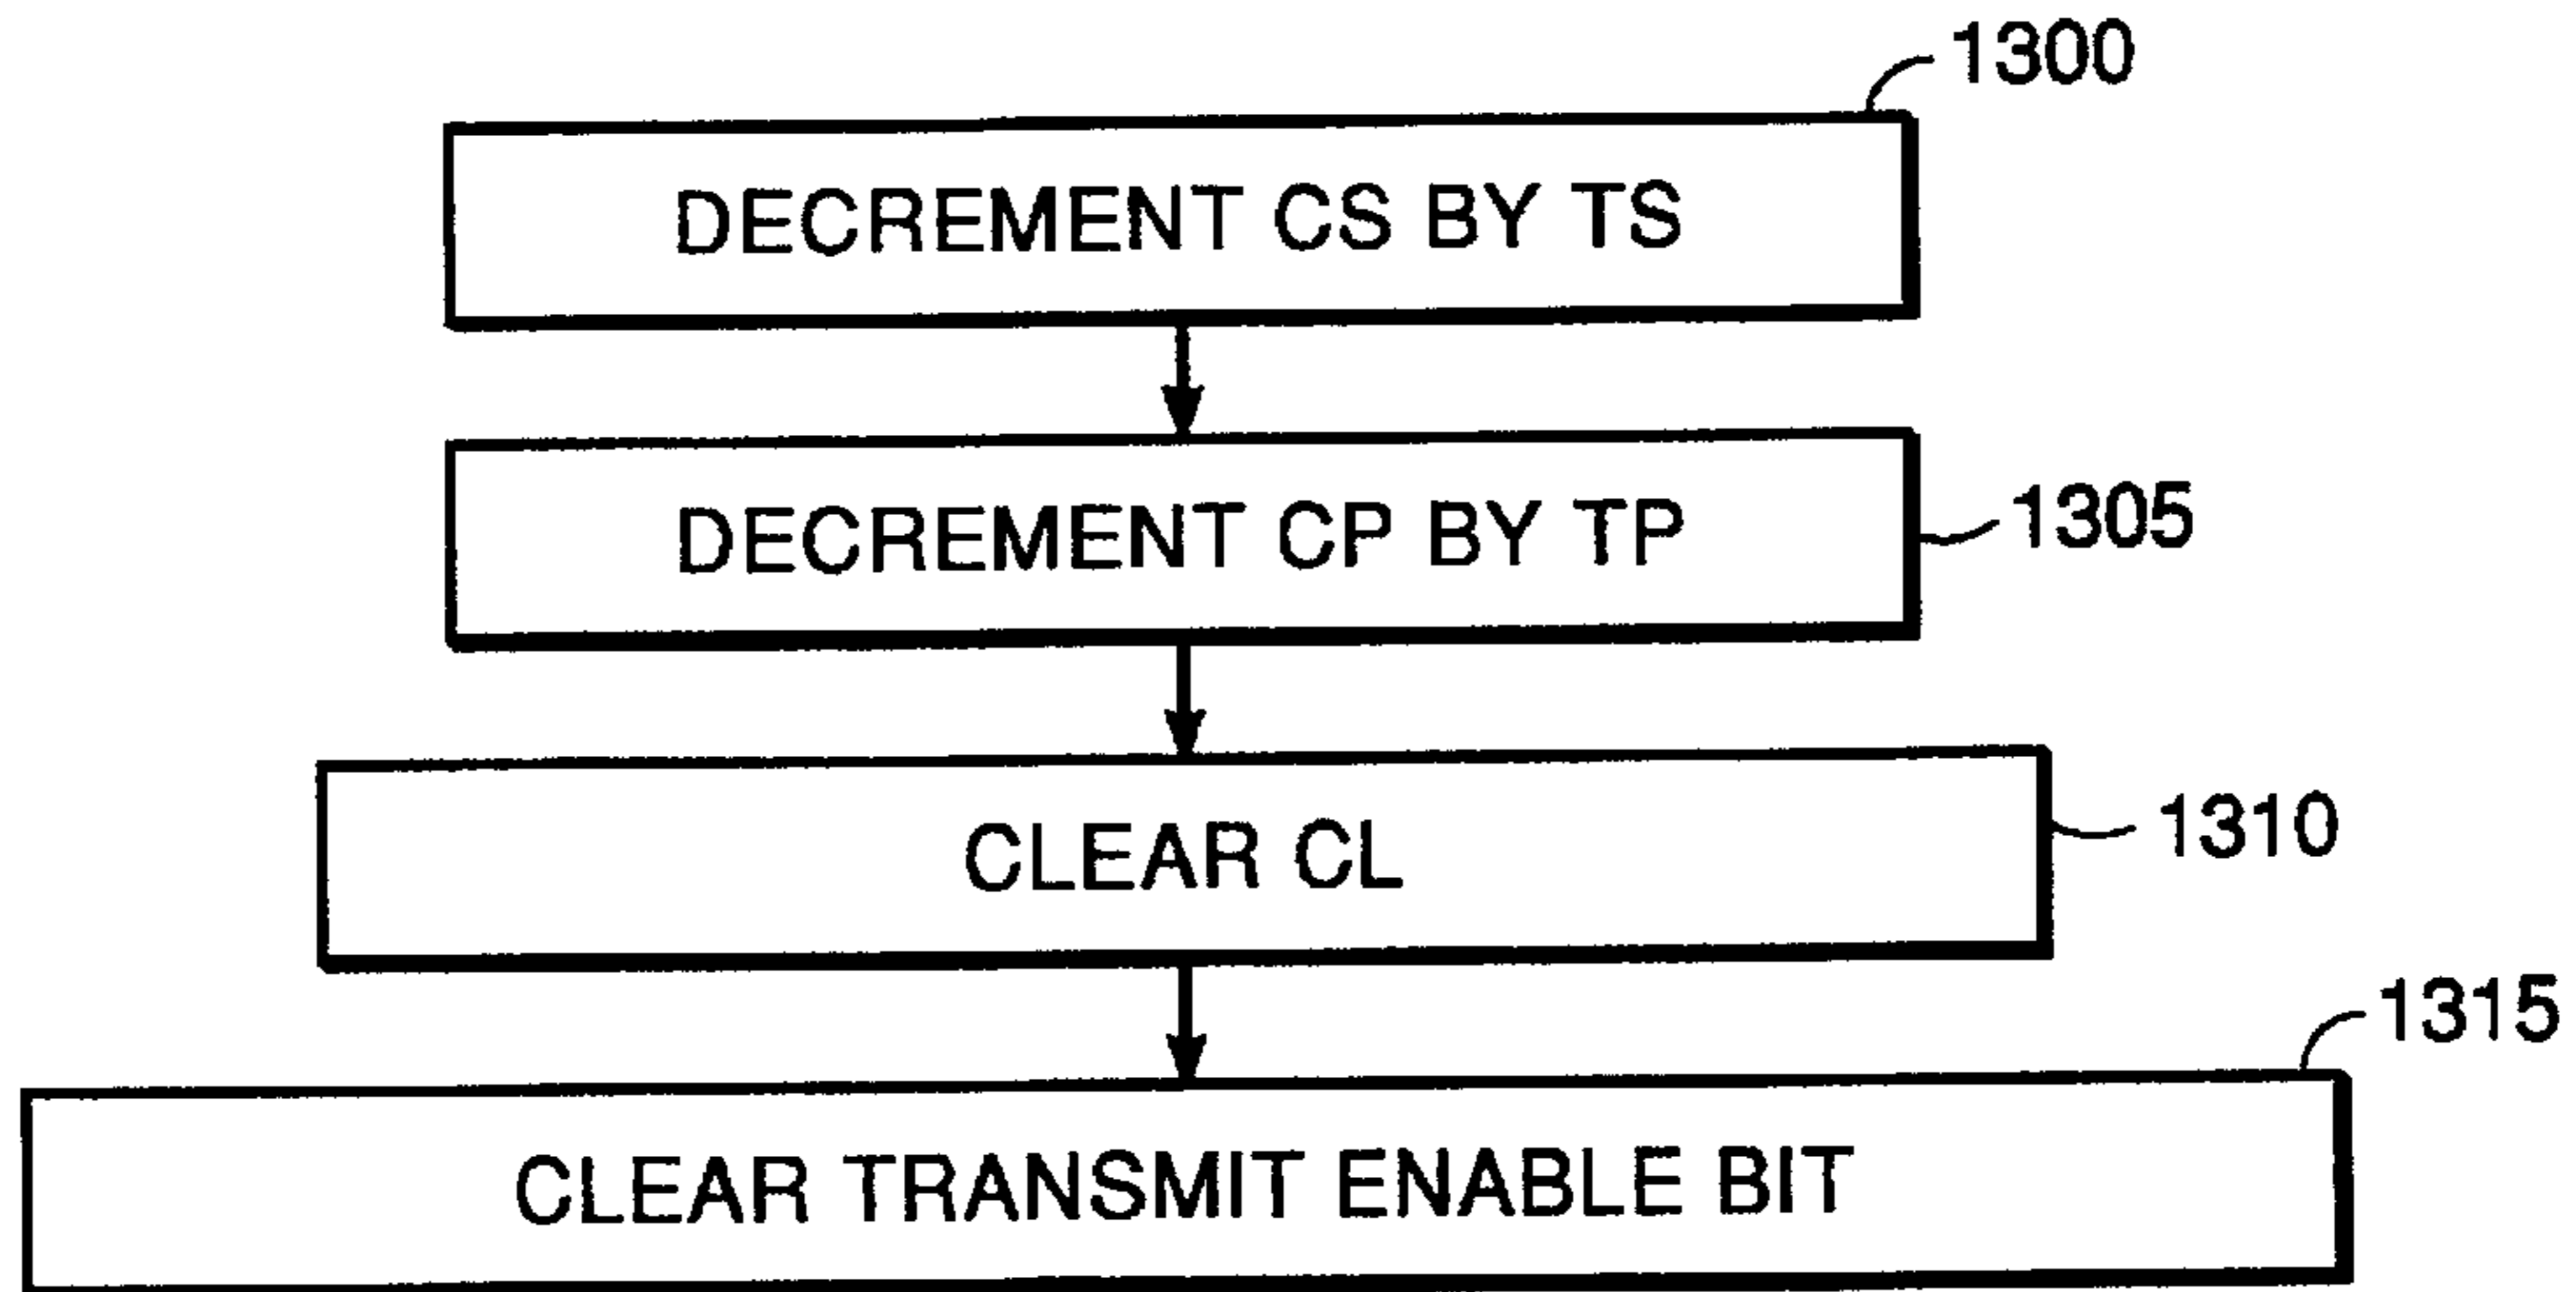 1300
DECREMENT CS BY TS
DECREMENT CP BY TP
1305
CLEAR CL
1310
1315
CLEAR TRANSMIT ENABLE BIT